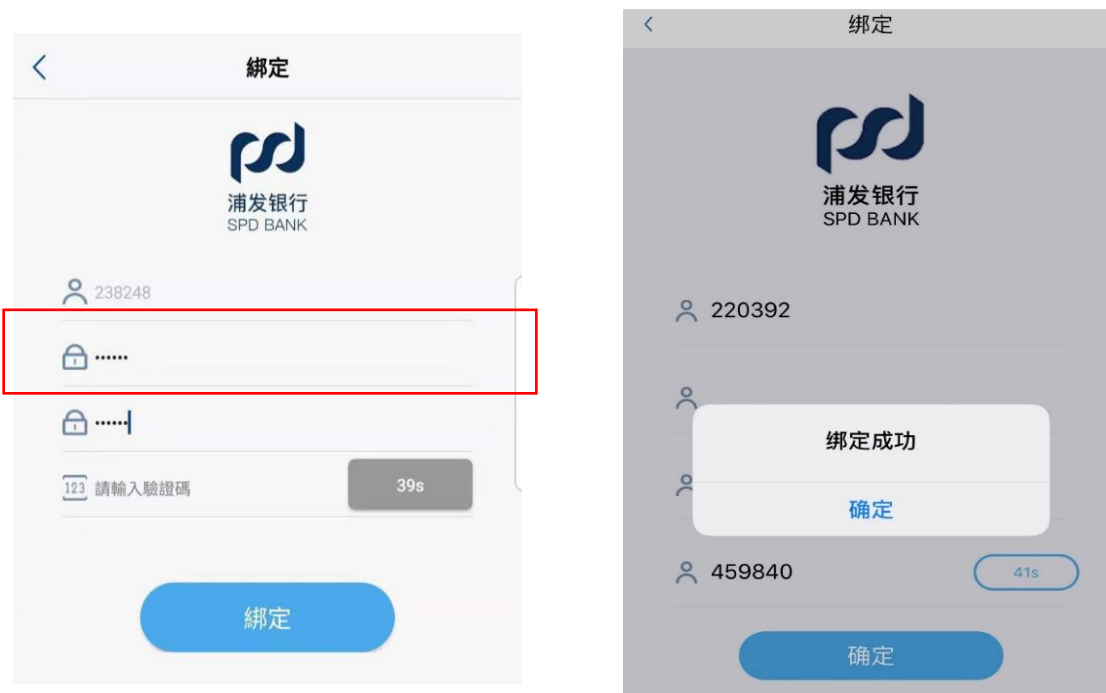 綁定
浦发银行
SPD BANK
238248
••••••
••••••
123 請輸入驗證碼 39s
綁定
绑定
浦发银行
SPD BANK
220392
绑定成功
确定
459840 41s
确定